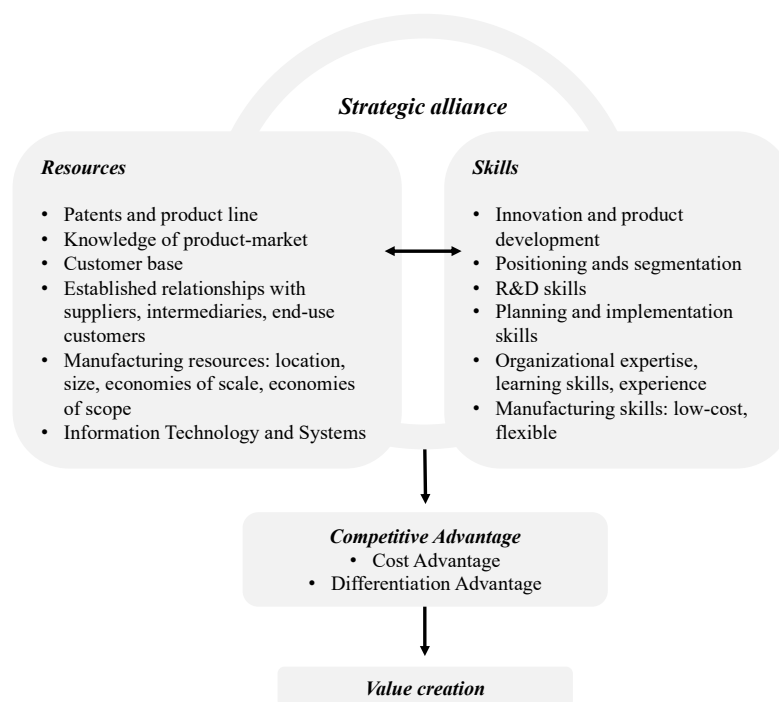 Strategic alliance
Resources
• Patents and product line
• Knowledge of product-market
• Customer base
• Established relationships with
suppliers, intermediaries, end-use
customers
• Manufacturing resources: location,
size, economies of scale, economies
of scope
• Information Technology and Systems
Skills
• Innovation and product
development
• Positioning ands segmentation
• R&D skills
• Planning and implementation
skills
• Organizational expertise,
learning skills, experience
• Manufacturing skills: low-cost,
flexible
Competitive Advantage
• Cost Advantage
• Differentiation Advantage
Value creation